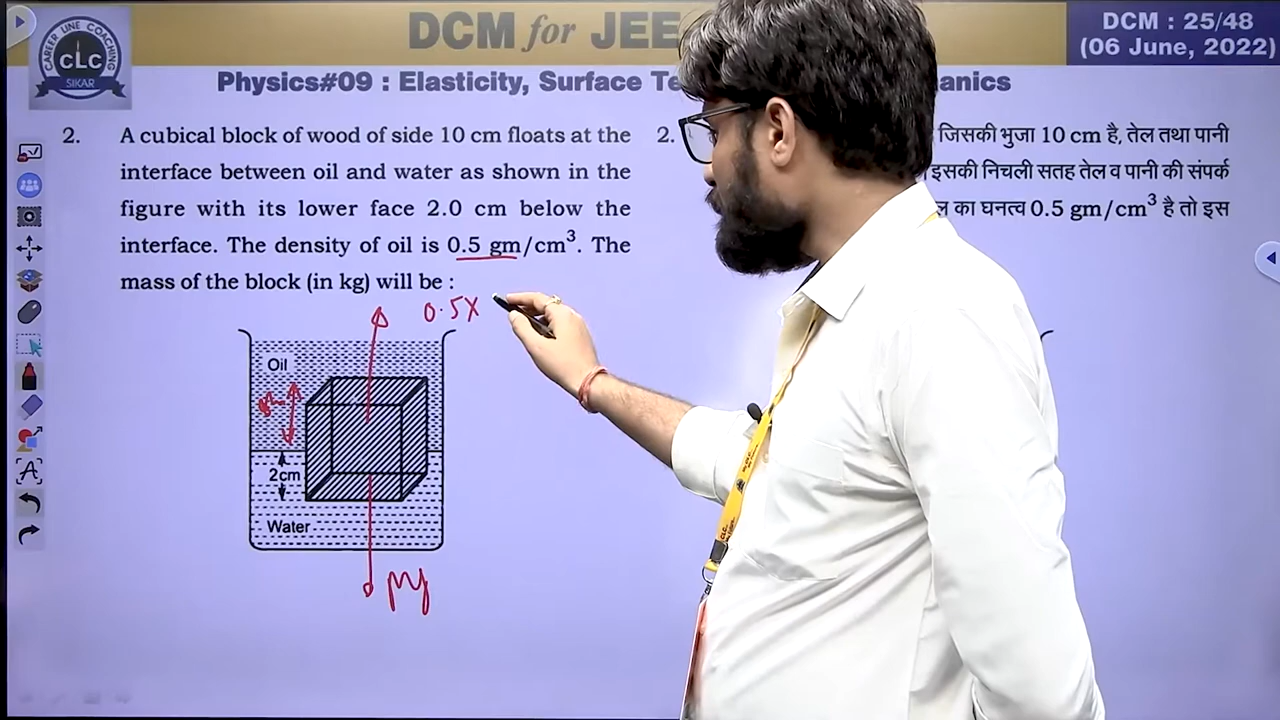 CAREER LINE COACHING
CLC
SIKAR
DCM for JEE
DCM : 25/48
(06 June, 2022)
Physics#09 : Elasticity, Surface
2. A cubical block of wood of side 10 cm floats at the
interface between oil and water as shown in the
figure with its lower face 2.0 cm below the
interface. The density of oil is 0.5 gm/cm³. The
mass of the block (in kg) will be :
2. जिसकी भुजा 10 cm है, तेल तथा पानी
इसकी निचली सतह तेल व पानी की संपर्क
का घनत्व 0.5 gm/cm³ है तो इस
0.5X
Oil
2cm
Water
Mg
A